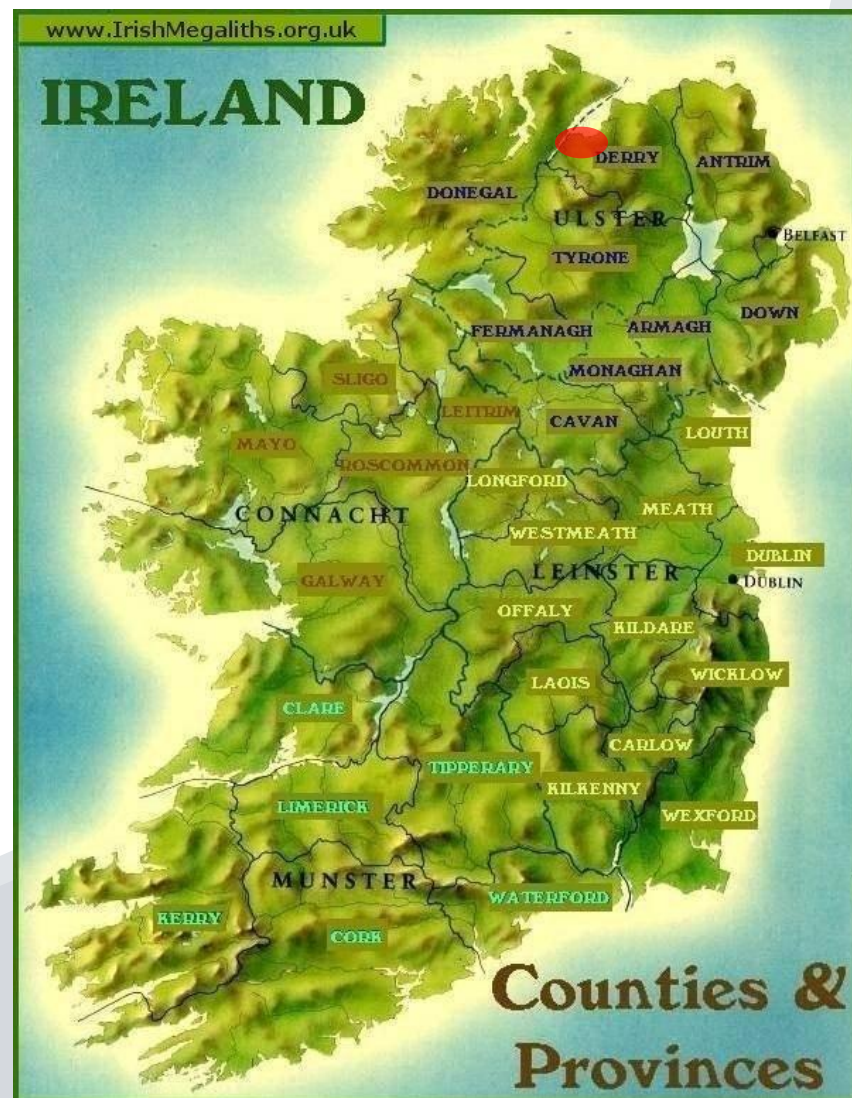 www.IrishMegaliths.org.uk
IRELAND
DERRY
ANTRIM
DONEGAL
ULSTER
BELFAST
TYRONE
DOWN
FERMANAGH
ARMAGH
MONAGHAN
SLIGO
LEITRIM
CAVAN
LOUTH
MAYO
ROSCOMMON
LONGFORD
MEATH
CONNACHT
WESTMEATH
DUBLIN
LEINSTER
DUBLIN
GALWAY
OFFALY
KILDARE
LAOIS
WICKLOW
CLARE
CARLOW
TIPPERARY
KILKENNY
LIMERICK
WEXFORD
MUNSTER
WATERFORD
KERRY
CORK
Counties &
Provinces